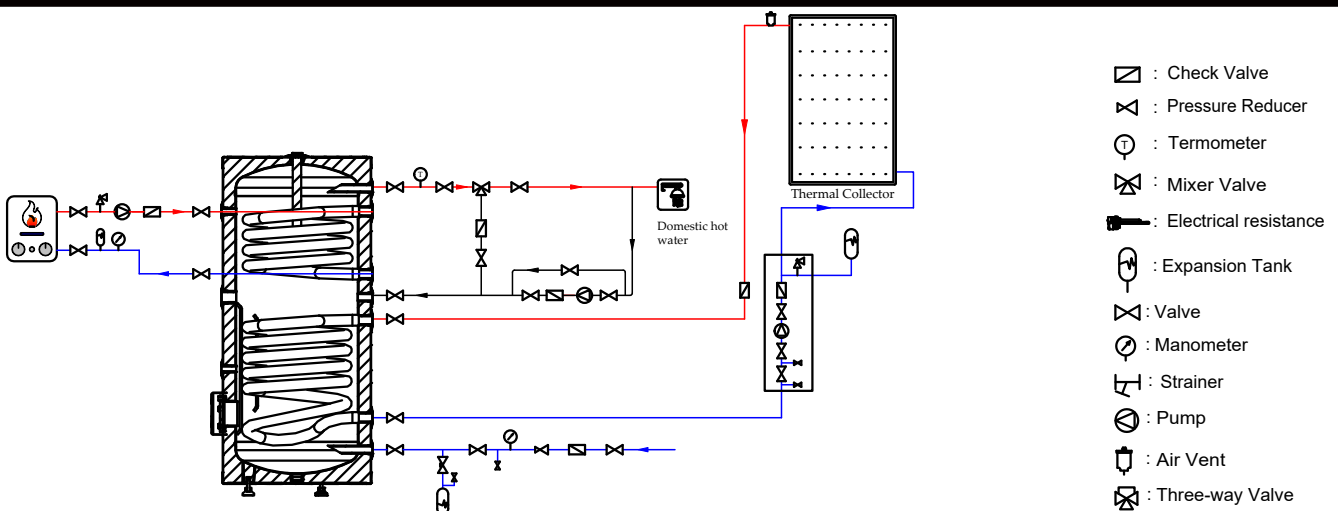 Thermal Collector
Domestic hot
water
T
: Check Valve
: Pressure Reducer
T : Termometer
: Mixer Valve
: Electrical resistance
: Expansion Tank
: Valve
: Manometer
: Strainer
: Pump
: Air Vent
: Three-way Valve